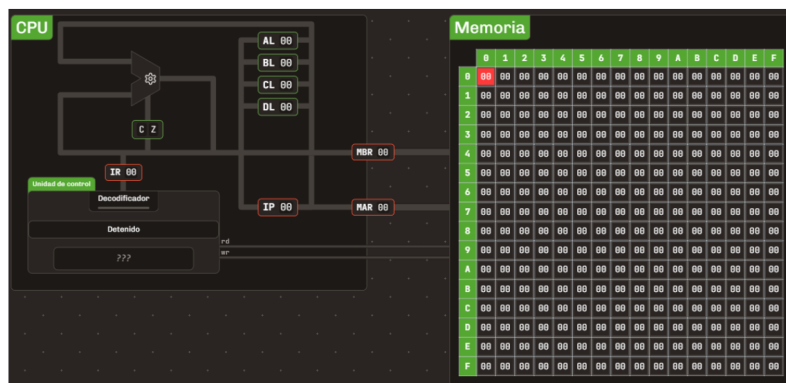 CPU
AL 00
BL 00
CL 00
DL 00
C Z
MBR 00
IR 00
Unidad de control
Decodificador
IP 00
MAR 00
Detenido
rd
wr
???
Memoria
0 1 2 3 4 5 6 7 8 9 A B C D E F
0 00 00 00 00 00 00 00 00 00 00 00 00 00 00 00 00
1 00 00 00 00 00 00 00 00 00 00 00 00 00 00 00 00
2 00 00 00 00 00 00 00 00 00 00 00 00 00 00 00 00
3 00 00 00 00 00 00 00 00 00 00 00 00 00 00 00 00
4 00 00 00 00 00 00 00 00 00 00 00 00 00 00 00 00
5 00 00 00 00 00 00 00 00 00 00 00 00 00 00 00 00
6 00 00 00 00 00 00 00 00 00 00 00 00 00 00 00 00
7 00 00 00 00 00 00 00 00 00 00 00 00 00 00 00 00
8 00 00 00 00 00 00 00 00 00 00 00 00 00 00 00 00
9 00 00 00 00 00 00 00 00 00 00 00 00 00 00 00 00
A 00 00 00 00 00 00 00 00 00 00 00 00 00 00 00 00
B 00 00 00 00 00 00 00 00 00 00 00 00 00 00 00 00
C 00 00 00 00 00 00 00 00 00 00 00 00 00 00 00 00
D 00 00 00 00 00 00 00 00 00 00 00 00 00 00 00 00
E 00 00 00 00 00 00 00 00 00 00 00 00 00 00 00 00
F 00 00 00 00 00 00 00 00 00 00 00 00 00 00 00 00